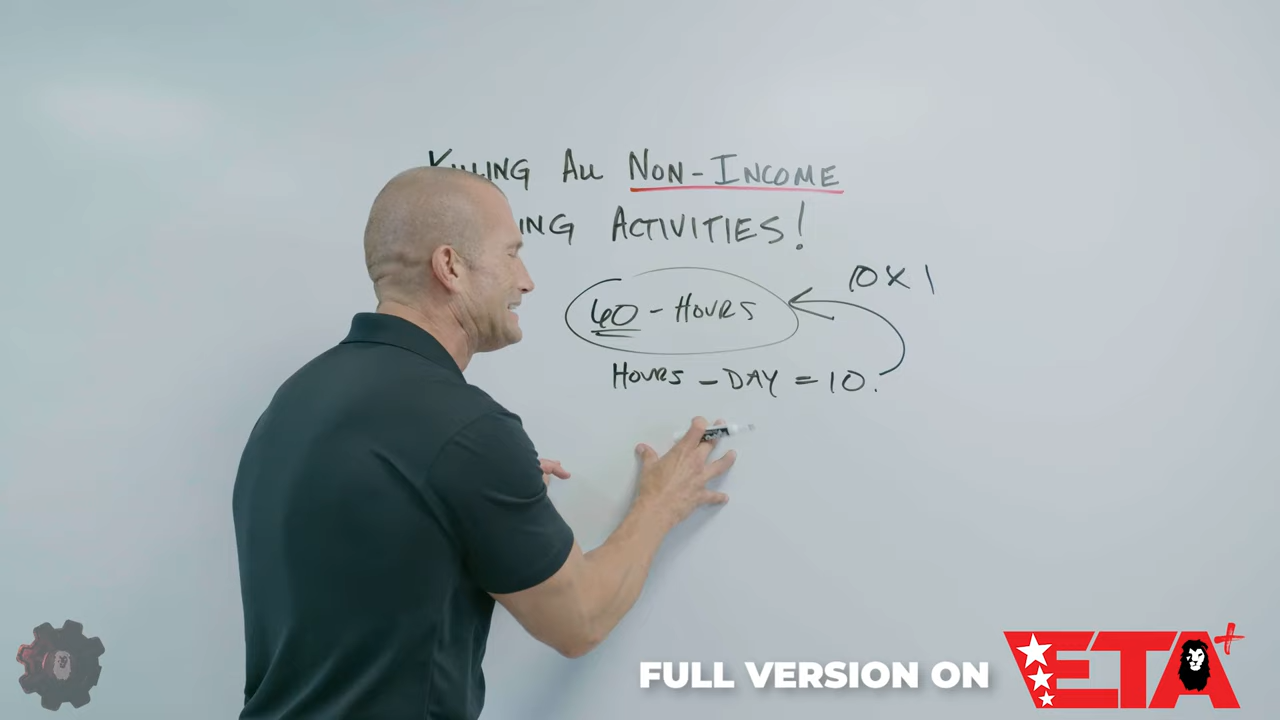 KILLING ALL NON-INCOME
ING ACTIVITIES!
60 - HOURS
10 X 1
HOURS - DAY = 10.
FULL VERSION ON ETA+